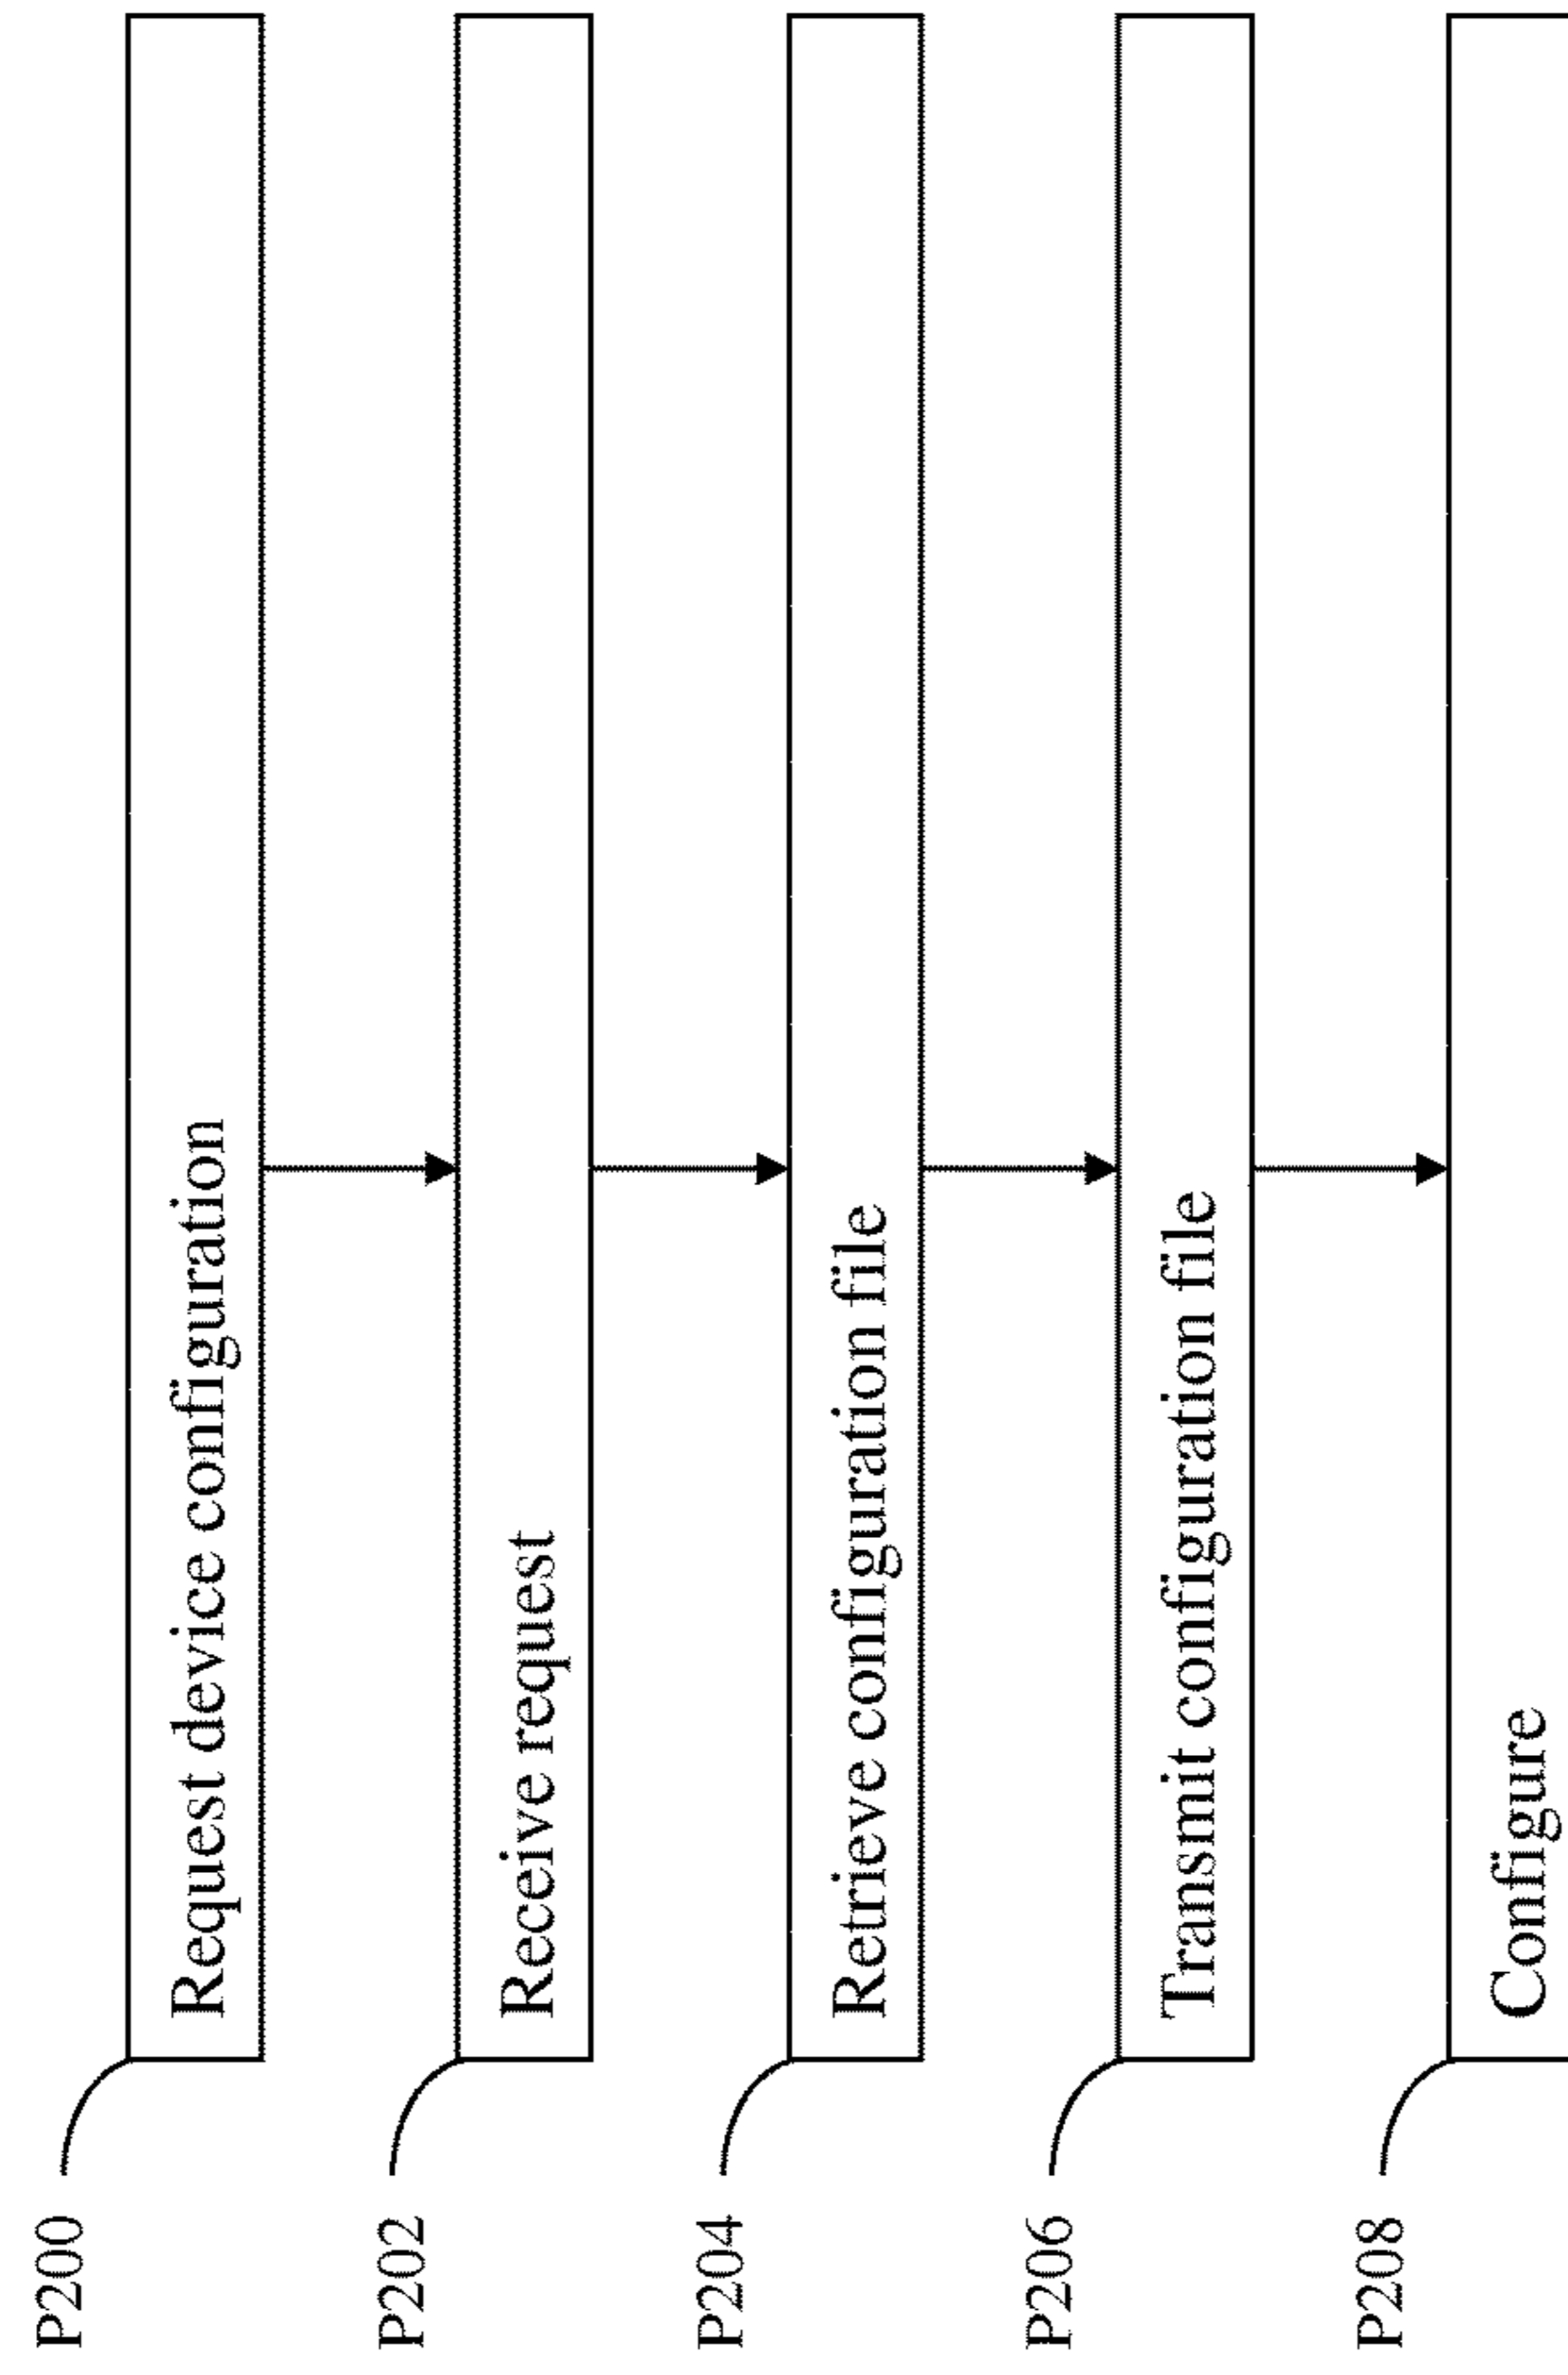 P200
Request device configuration
P202
Receive request
P204
Retrieve configuration file
P206
Transmit configuration file
P208
Configure